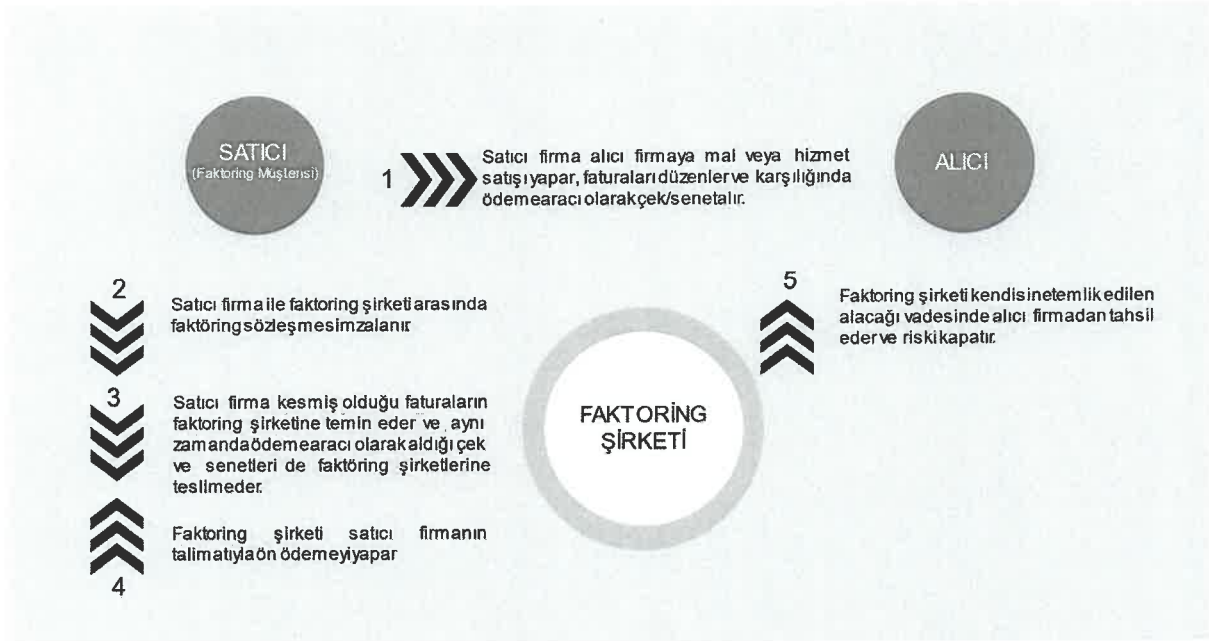 SATICI
(Faktoring Müşterisi)
1
Satıcı firma alıcı firmaya mal veya hizmet
satışı yapar, faturaları düzenler ve karşılığında
ödeme aracı olarak çek/senet alır.
ALICI
2
Satıcı firma ile faktoring şirketi arasında
faktöring sözleşmesi mzalanır
3
Satıcı firma kesmiş olduğu faturaların
faktoring şirketine temin eder ve aynı
zamanda ödeme aracı olarak aldığı çek
ve senetleri de faktöring şirketlerine
teslim eder.
Faktoring şirketi satıcı firmanın
talimatıyla ön ödemeyi yapar
4
FAKTORİNG
ŞİRKETİ
5
Faktoring şirketi kendisine temlik edilen
alacağı vadesinde alıcı firmadan tahsil
eder ve riski kapatır.